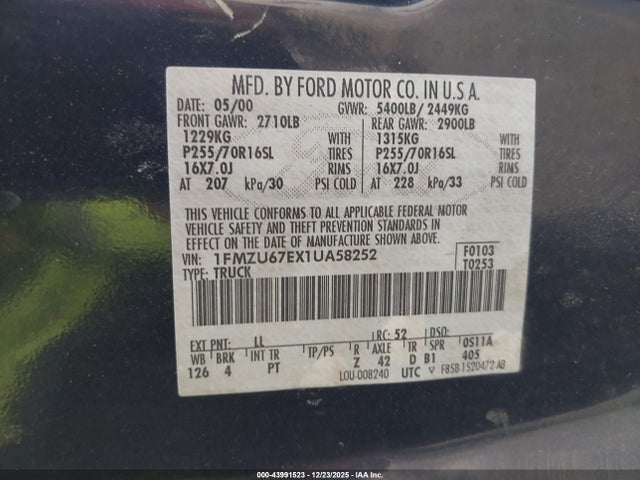 MFD. BY FORD MOTOR CO. IN U.S.A.
DATE: 05/00 GVWR: 5400LB/2449KG
FRONT GAWR: 2710LB REAR GAWR: 2900LB
1229KG WITH 1315KG WITH
P255/70R16SL TIRES P255/70R16SL TIRES
16X7.0J RIMS 16X7.0J RIMS
AT 207 kPa/30 PSI COLD AT 228 kPa/33 PSI COLD
THIS VEHICLE CONFORMS TO ALL APPLICABLE FEDERAL MOTOR
VEHICLE SAFETY AND THEFT PREVENTION STANDARDS IN
EFFECT ON THE DATE OF MANUFACTURE SHOWN ABOVE.
VIN: 1FMZU67EX1UA58252 F0103
TYPE: TRUCK T0253
EXT PNT: LL RC: 52 DSO:
WB BRK INT TR TP/PS R AXLE TR SPR 0S11A
126 4 PT Z 42 D B1 405
LOU-008240 UTC F85B-1520472-AB
000-43991523 - 12/23/2025 - IAAI.COM